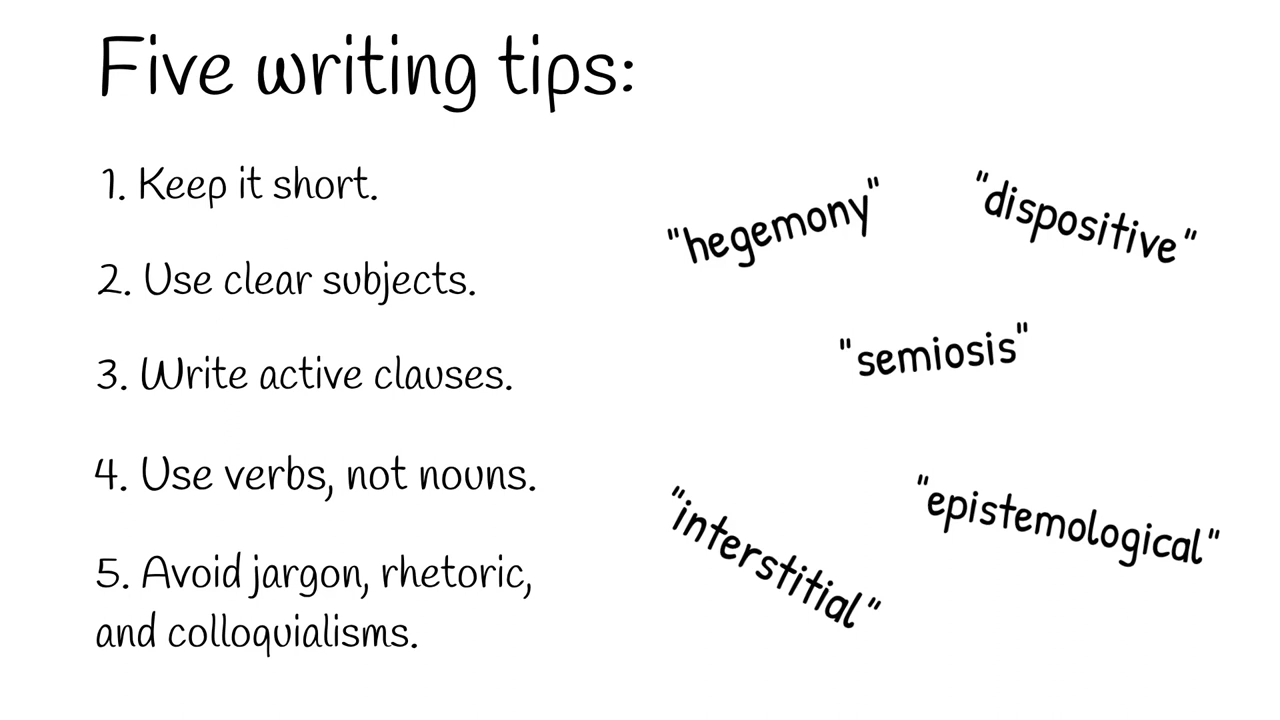 Five writing tips:
1. Keep it short.
2. Use clear subjects.
3. Write active clauses.
4. Use verbs, not nouns.
5. Avoid jargon, rhetoric,
and colloquialisms.
"hegemony"
"dispositive"
"semiosis"
"interstitial"
"epistemological"